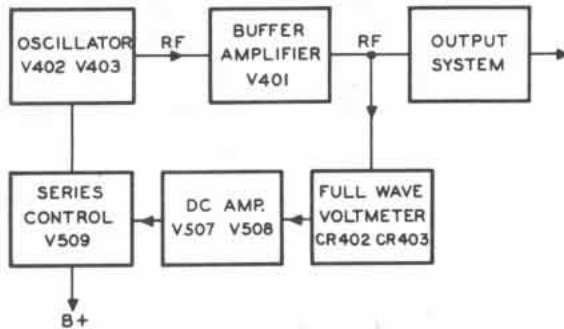 OSCILLATOR
V402 V403
RF
BUFFER
AMPLIFIER
V401
RF
OUTPUT
SYSTEM
SERIES
CONTROL
V509
DC AMP.
V507 V508
FULL WAVE
VOLTMETER
CR402 CR403
B+